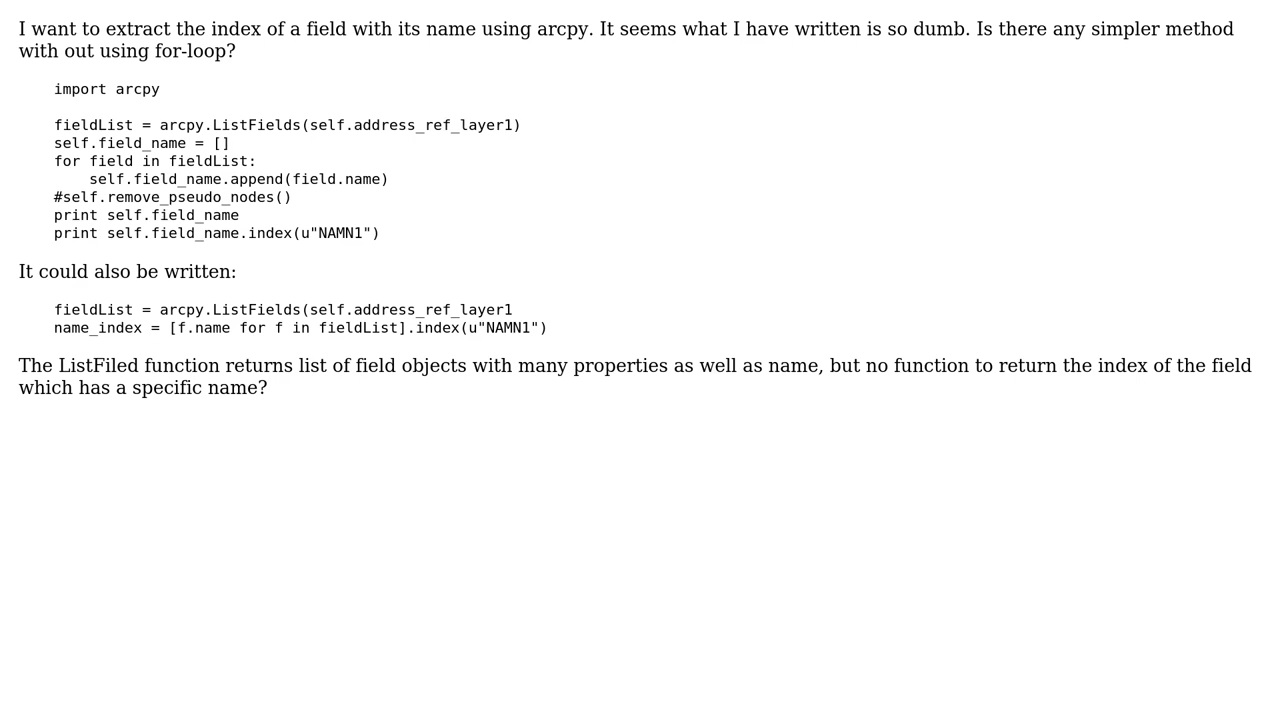 I want to extract the index of a field with its name using arcpy. It seems what I have written is so dumb. Is there any simpler method
with out using for-loop?
import arcpy
fieldList = arcpy.ListFields(self.address_ref_layer1)
self.field_name = []
for field in fieldList:
    self.field_name.append(field.name)
#self.remove_pseudo_nodes()
print self.field_name
print self.field_name.index(u"NAMN1")
It could also be written:
fieldList = arcpy.ListFields(self.address_ref_layer1
name_index = [f.name for f in fieldList].index(u"NAMN1")
The ListFiled function returns list of field objects with many properties as well as name, but no function to return the index of the field
which has a specific name?